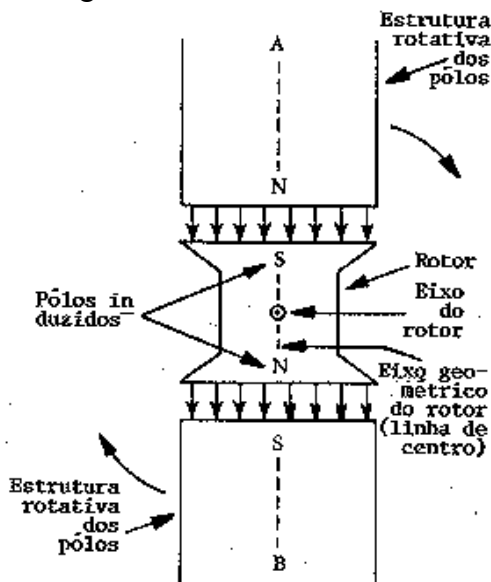 Estrutura
rotativa
dos
pólos
A
N
S
Rotor
Pólos in
duzidos
Eixo
do
rotor
N
Eixo geo-
métrico
do rotor
(linha de
centro)
S
Estrutura
rotativa
dos
pólos
B